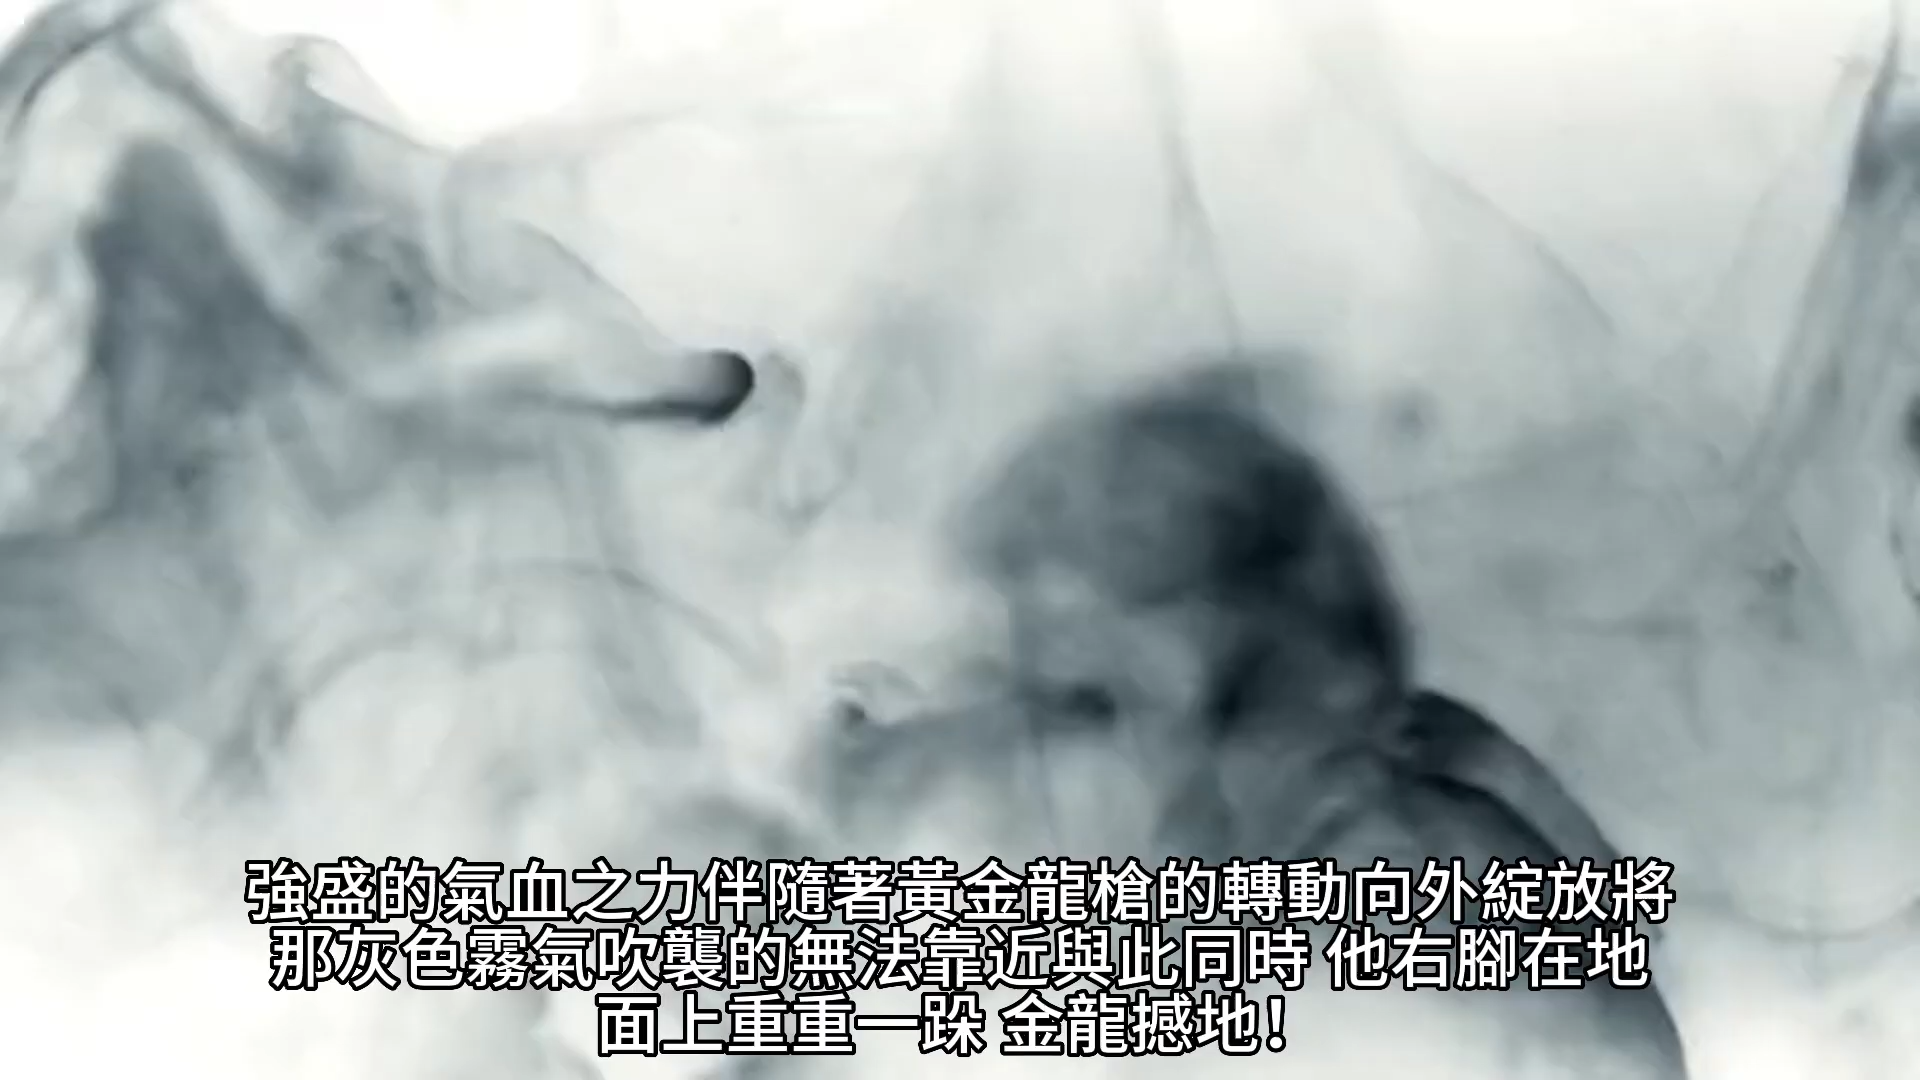 強盛的氣血之力伴隨著黃金龍槍的轉動向外綻放將
那灰色霧氣吹襲的無法靠近與此同時 他右腳在地
面上重重一跺 金龍撼地!